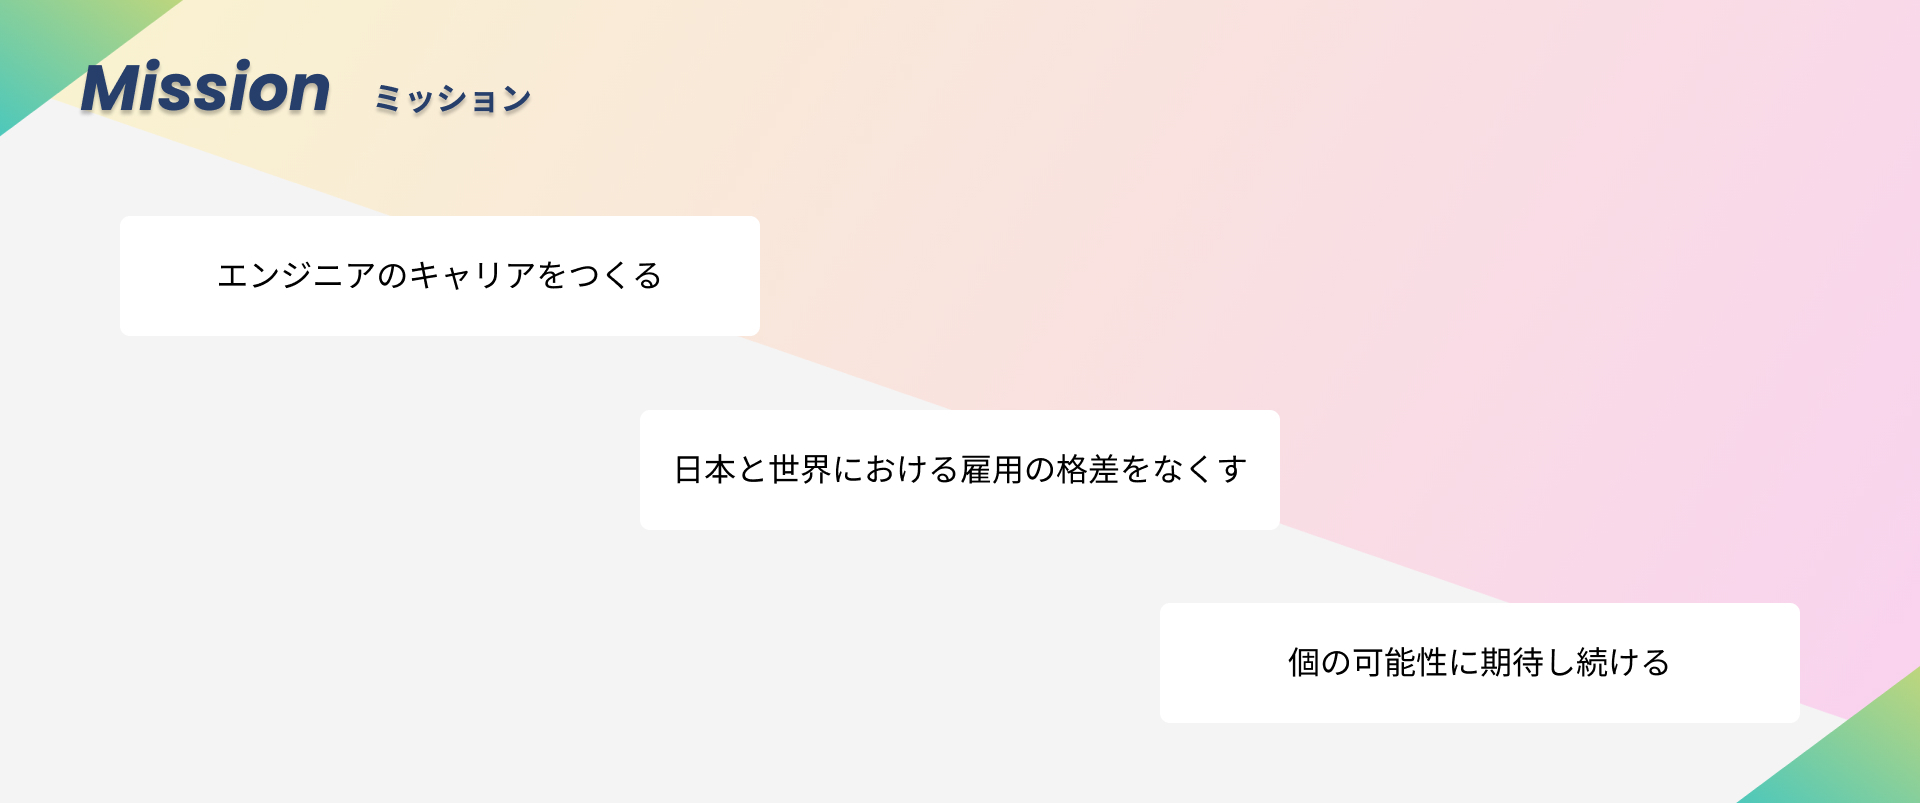 Mission ミッション
エンジニアのキャリアをつくる
日本と世界における雇用の格差をなくす
個の可能性に期待し続ける